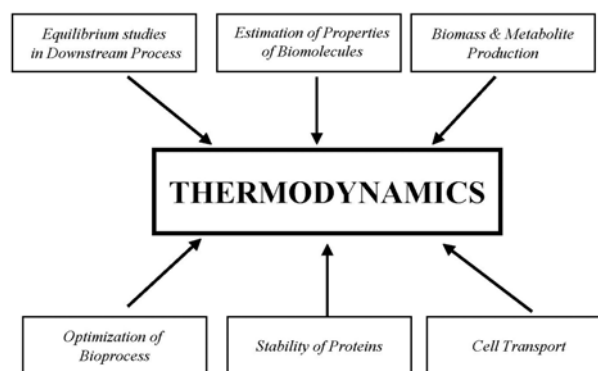 Equilibrium studies
in Downstream Process
Estimation of Properties
of Biomolecules
Biomass & Metabolite
Production
THERMODYNAMICS
Optimization of
Bioprocess
Stability of Proteins
Cell Transport